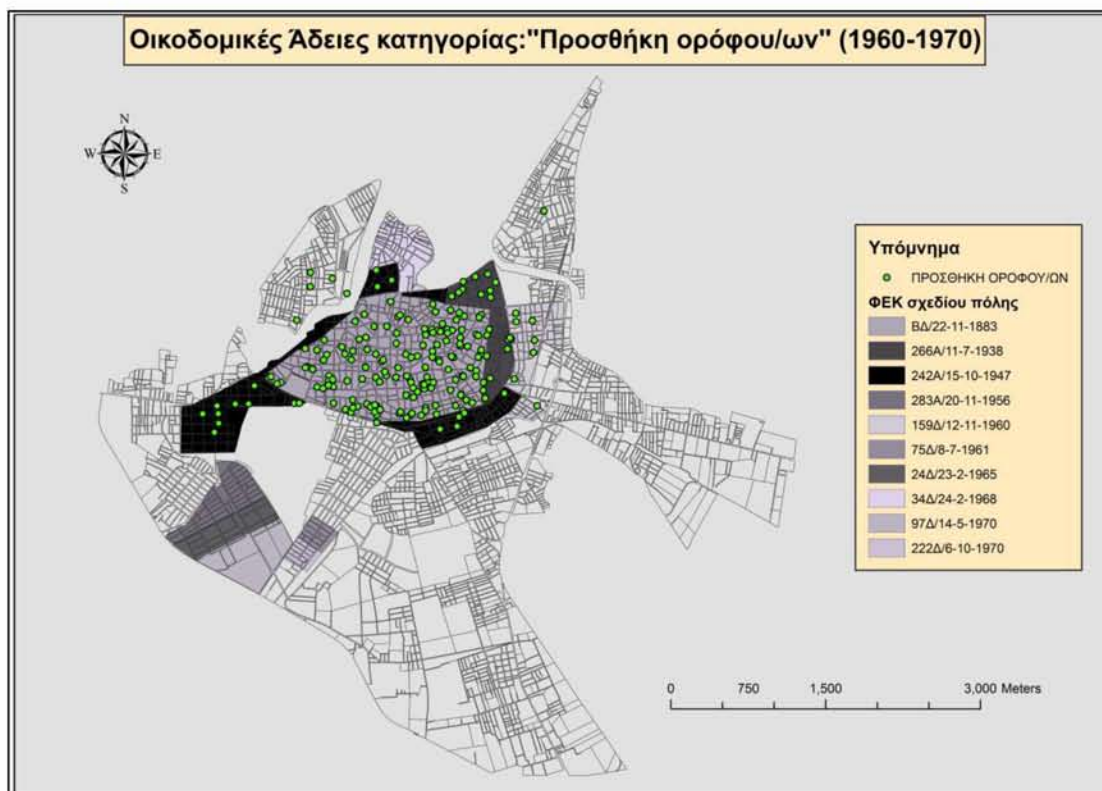 Οικοδομικές Άδειες κατηγορίας:"Προσθήκη ορόφου/ων" (1960-1970)
N
W E
S
Υπόμνημα
ΠΡΟΣΘΗΚΗ ΟΡΟΦΟΥ/ΩΝ
ΦΕΚ σχεδίου πόλης
ΒΔ/22-11-1883
266Α/11-7-1938
242Α/15-10-1947
283Α/20-11-1956
159Δ/12-11-1960
75Δ/8-7-1961
24Δ/23-2-1965
34Δ/24-2-1968
97Δ/14-5-1970
222Δ/6-10-1970
0 750 1,500 3,000 Meters